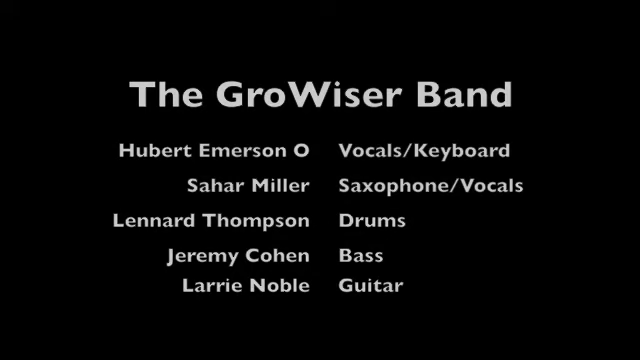 The GroWiser Band
Hubert Emerson O Vocals/Keyboard
Sahar Miller Saxophone/Vocals
Lennard Thompson Drums
Jeremy Cohen Bass
Larrie Noble Guitar